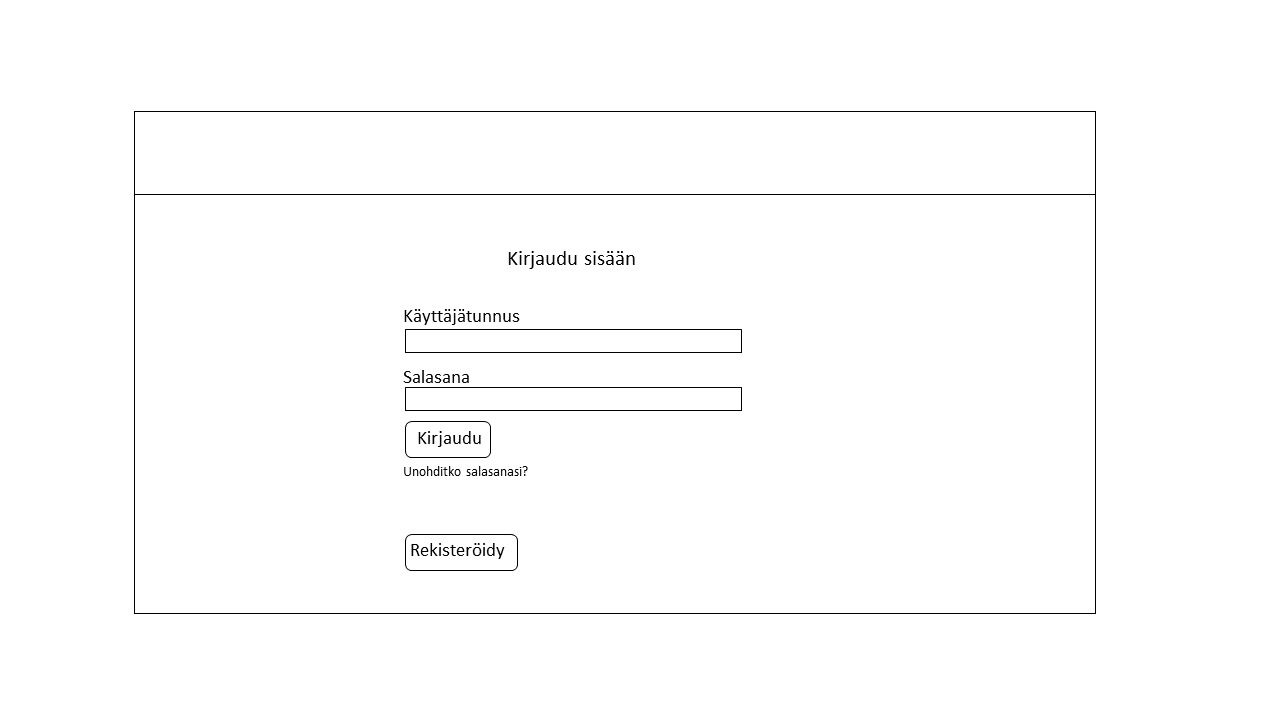 Kirjaudu sisään
Käyttäjätunnus
Salasana
Kirjaudu
Unohditko salasanasi?
Rekisteröidy